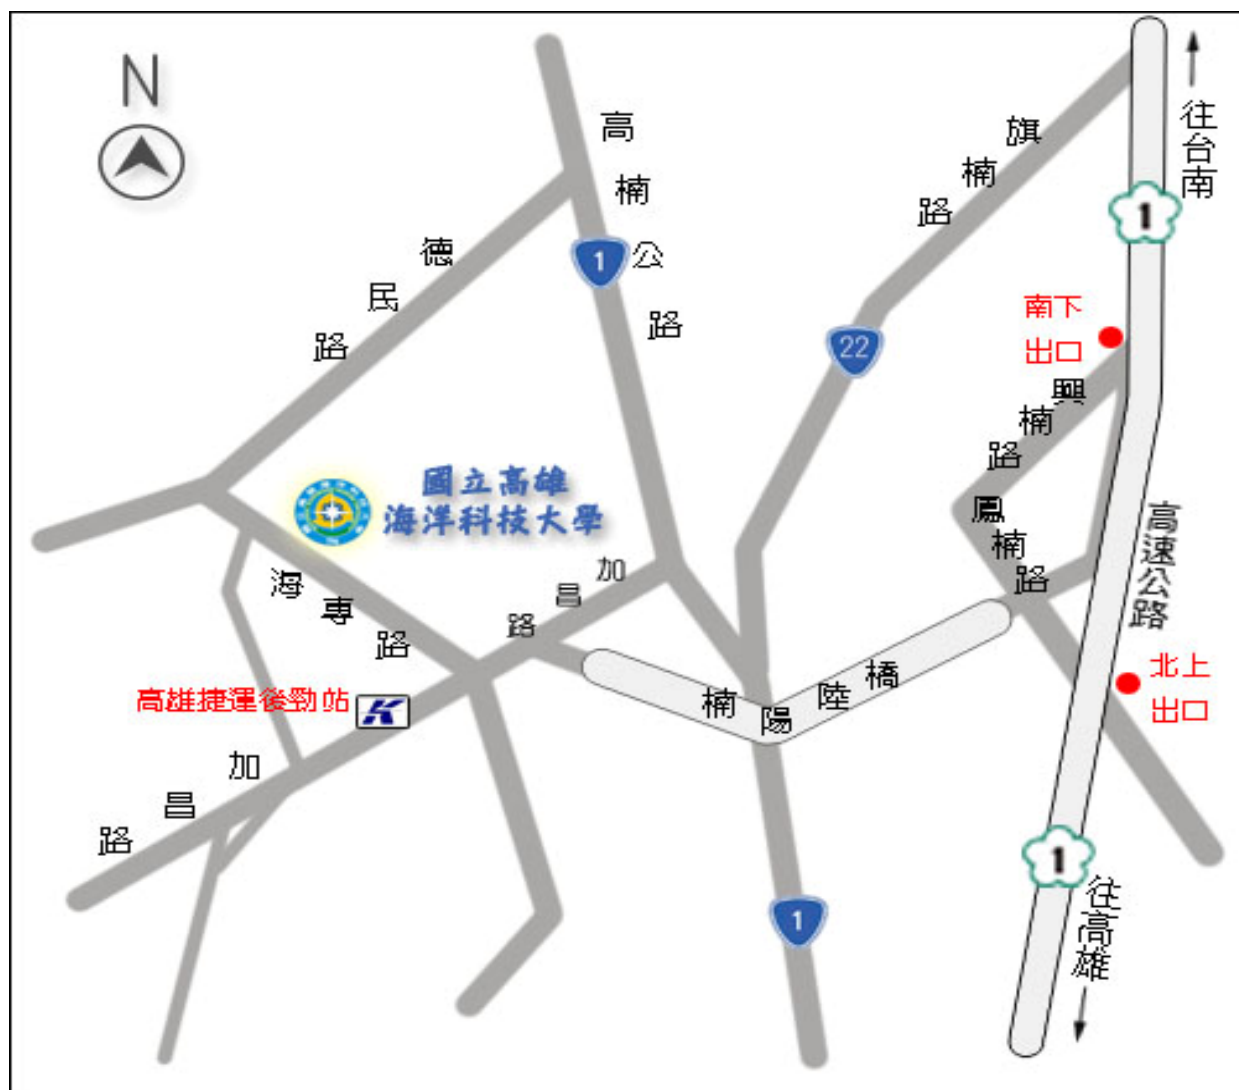 N
高楠公路
1
德民路
旗楠路
22
往台南
1
南下
出口
興楠路
鳳楠路
高速公路
國立高雄
海洋科技大學
海專路
加昌路
楠陽陸橋
北上
出口
高雄捷運後勁站
K
加昌路
1
1
往高雄